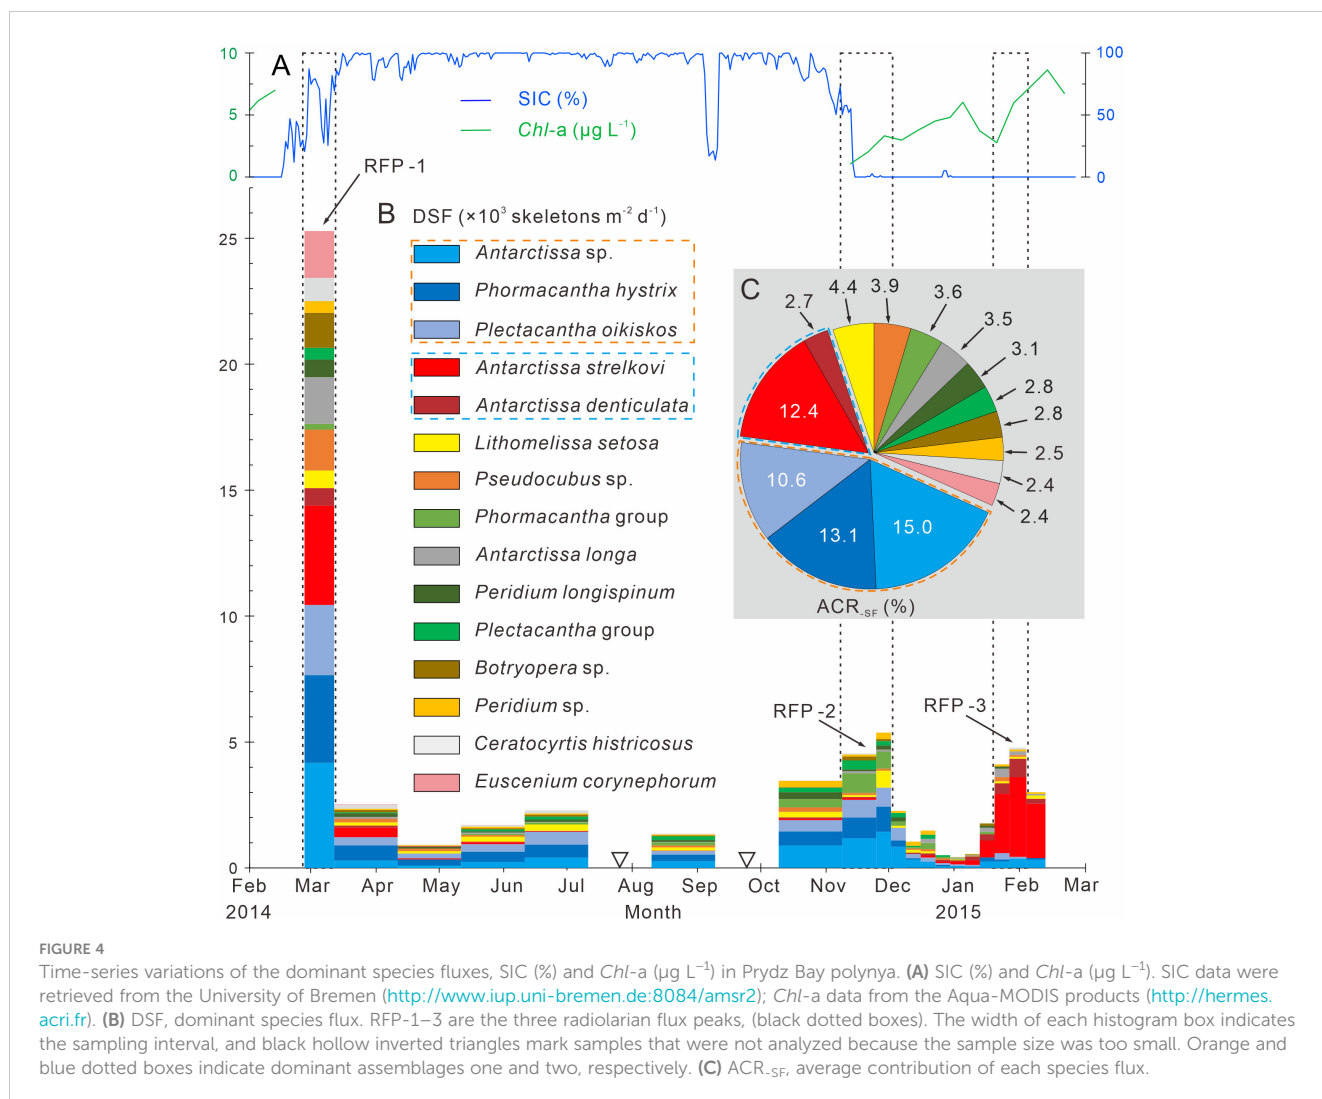 A
10
5
0
100
50
0
SIC (%)
Chl-a (µg L⁻¹)
RFP -1
B DSF (×10³ skeletons m⁻² d⁻¹)
Antarctissa sp.
Phormacantha hystrix
Plectacantha oikiskos
Antarctissa strelkovi
Antarctissa denticulata
Lithomelissa setosa
Pseudocubus sp.
Phormacantha group
Antarctissa longa
Peridium longispinum
Plectacantha group
Botryopera sp.
Peridium sp.
Ceratocyrtis histricosus
Euscenium corynephorum
C
2.7
4.4
3.9
3.6
3.5
3.1
2.8
2.8
2.5
2.4
2.4
12.4
10.6
13.1
15.0
ACR-SF (%)
RFP -2
RFP -3
25
20
15
10
5
0
Feb Mar Apr May Jun Jul Aug Sep Oct Nov Dec Jan Feb Mar
2014 Month 2015
FIGURE 4
Time-series variations of the dominant species fluxes, SIC (%) and Chl-a (µg L⁻¹) in Prydz Bay polynya. (A) SIC (%) and Chl-a (µg L⁻¹). SIC data were
retrieved from the University of Bremen (http://www.iup.uni-bremen.de:8084/amsr2); Chl-a data from the Aqua-MODIS products (http://hermes.
acri.fr). (B) DSF, dominant species flux. RFP-1–3 are the three radiolarian flux peaks, (black dotted boxes). The width of each histogram box indicates
the sampling interval, and black hollow inverted triangles mark samples that were not analyzed because the sample size was too small. Orange and
blue dotted boxes indicate dominant assemblages one and two, respectively. (C) ACR-SF, average contribution of each species flux.